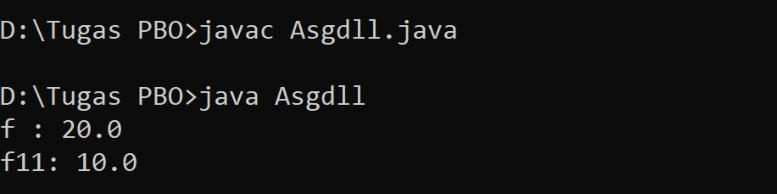 D:\Tugas PBO>javac Asgdll.java
D:\Tugas PBO>java Asgdll
f : 20.0
f11: 10.0